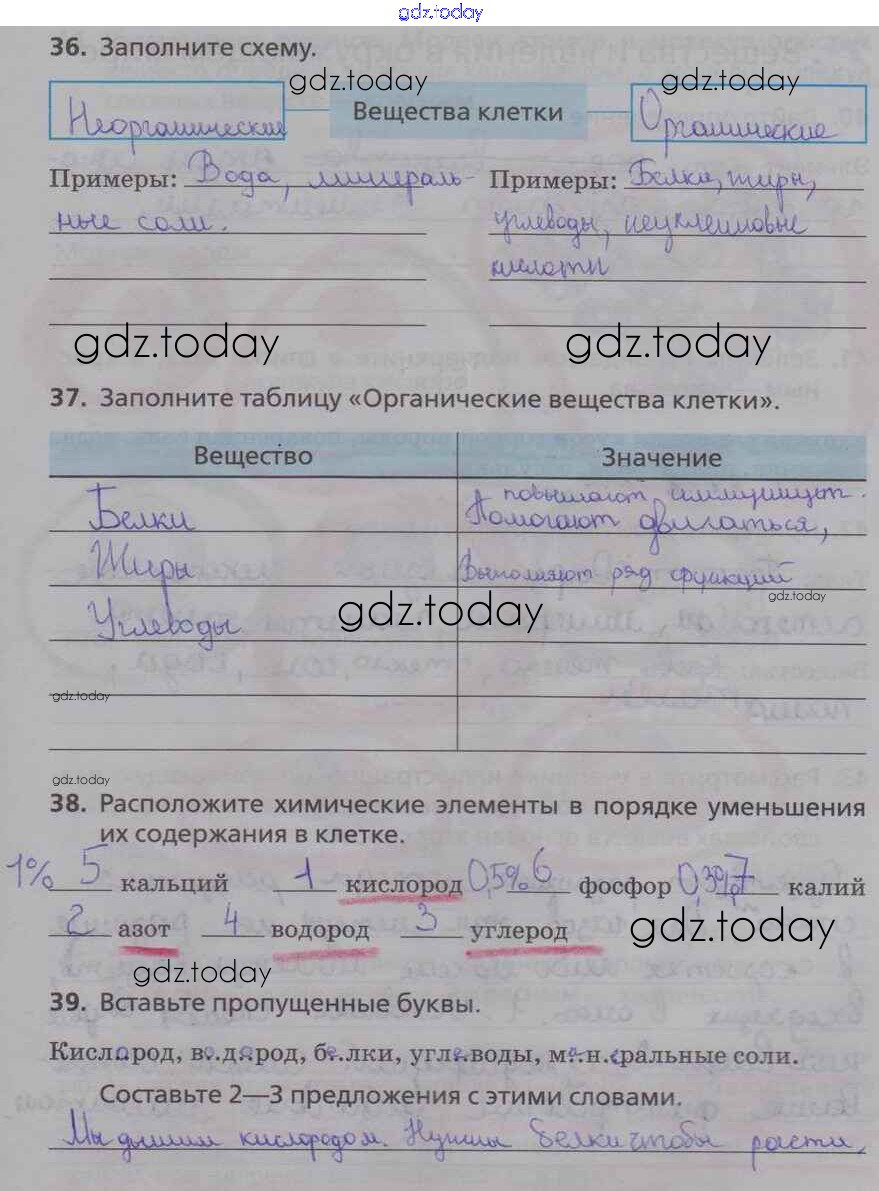 gdz.today
36. Заполните схему.
gdz.today gdz.today
Неорганические Вещества клетки Органические
Примеры: Вода, минераль-
ные соли.
Примеры: Белки, жиры,
углеводы, неуклеиновые
кислоты
gdz.today gdz.today
37. Заполните таблицу «Органические вещества клетки».
Вещество Значение
повышают иммунитет.
Белки Помогают двигаться,
Жиры Выполняют ряд функций
gdz.today
Углеводы gdz.today
gdz.today
gdz.today
38. Расположите химические элементы в порядке уменьшения
их содержания в клетке.
1% 5 кальций 1 кислород 0,5% 6 фосфор 0,3% 7 калий
2 азот 4 водород 3 углерод gdz.today
gdz.today
39. Вставьте пропущенные буквы.
Кислород, водород, белки, углеводы, минеральные соли.
Составьте 2—3 предложения с этими словами.
Мы дышим кислородом. Нужны белки чтобы расти.